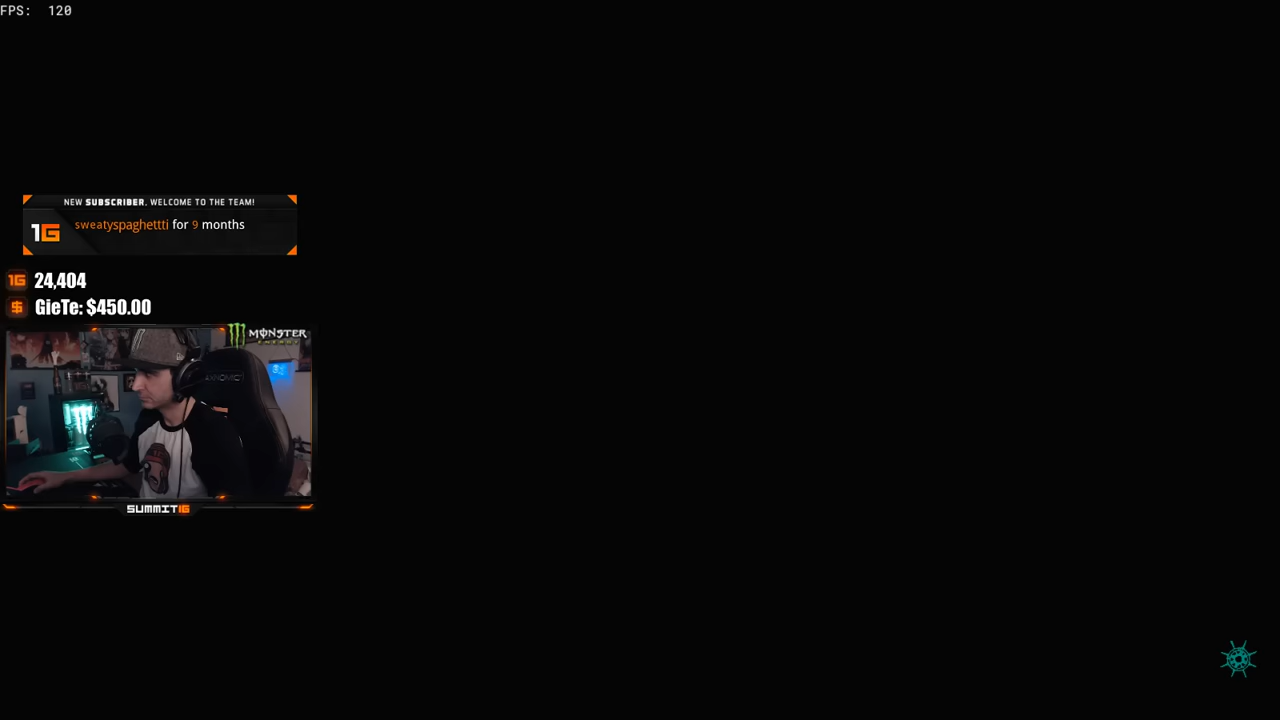 FPS: 120
NEW SUBSCRIBER. WELCOME TO THE TEAM!
1G
sweatyspaghettti for 9 months
1G 24,404
$ GieTe: $450.00
MONSTER
ENERGY
SUMMIT1G